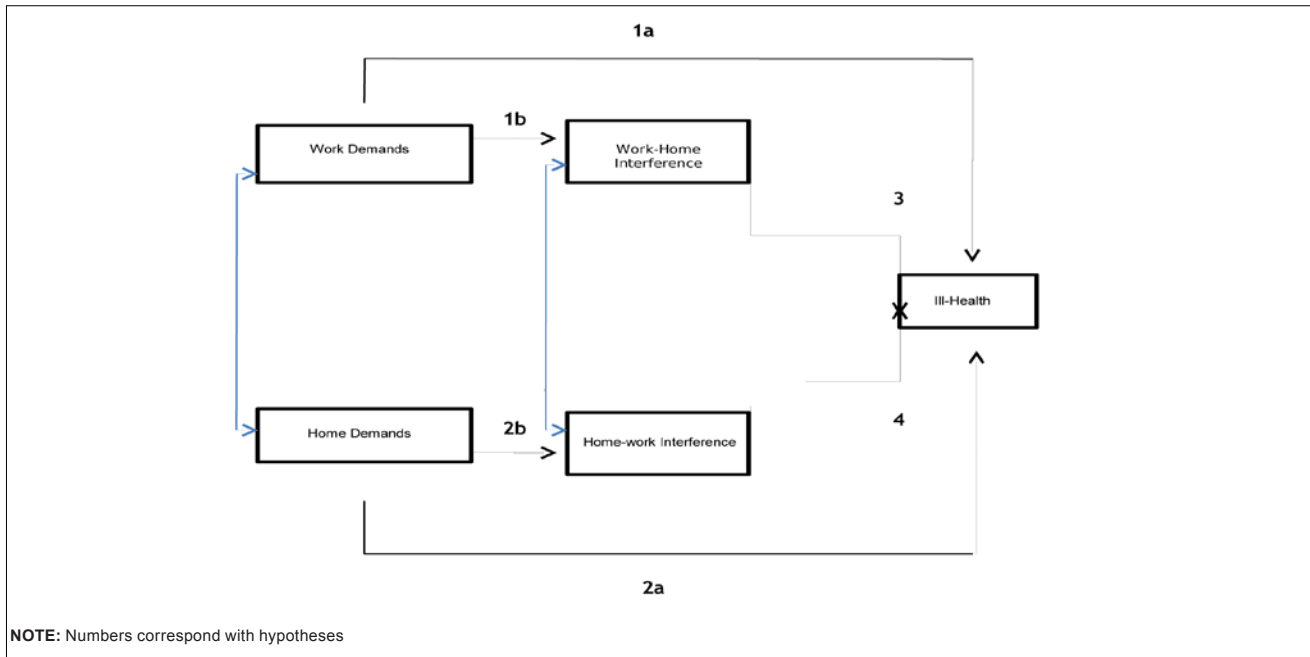 1a
1b
Work Demands
Work-Home
Interference
3
Ill-Health
Home Demands
2b
Home-work Interference
4
2a
NOTE: Numbers correspond with hypotheses